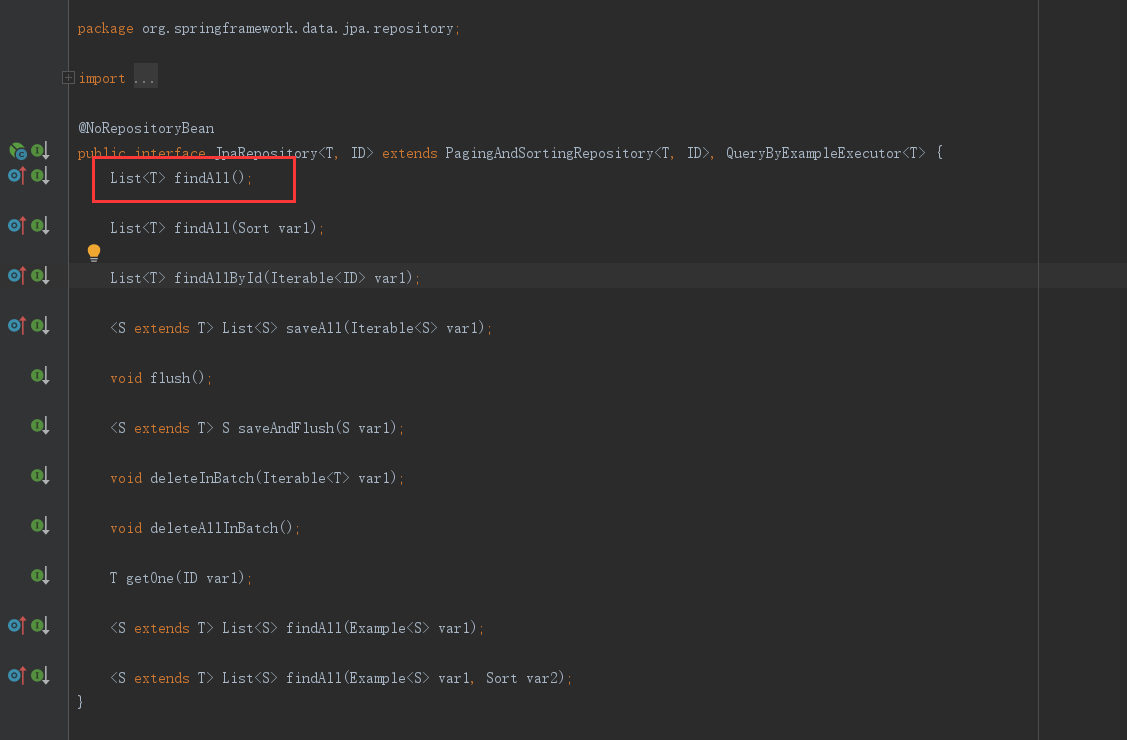 package org.springframework.data.jpa.repository;
import ...
@NoRepositoryBean
public interface JpaRepository<T, ID> extends PagingAndSortingRepository<T, ID>, QueryByExampleExecutor<T> {
List<T> findAll();
List<T> findAll(Sort var1);
List<T> findAllById(Iterable<ID> var1);
<S extends T> List<S> saveAll(Iterable<S> var1);
void flush();
<S extends T> S saveAndFlush(S var1);
void deleteInBatch(Iterable<T> var1);
void deleteAllInBatch();
T getOne(ID var1);
<S extends T> List<S> findAll(Example<S> var1);
<S extends T> List<S> findAll(Example<S> var1, Sort var2);
}